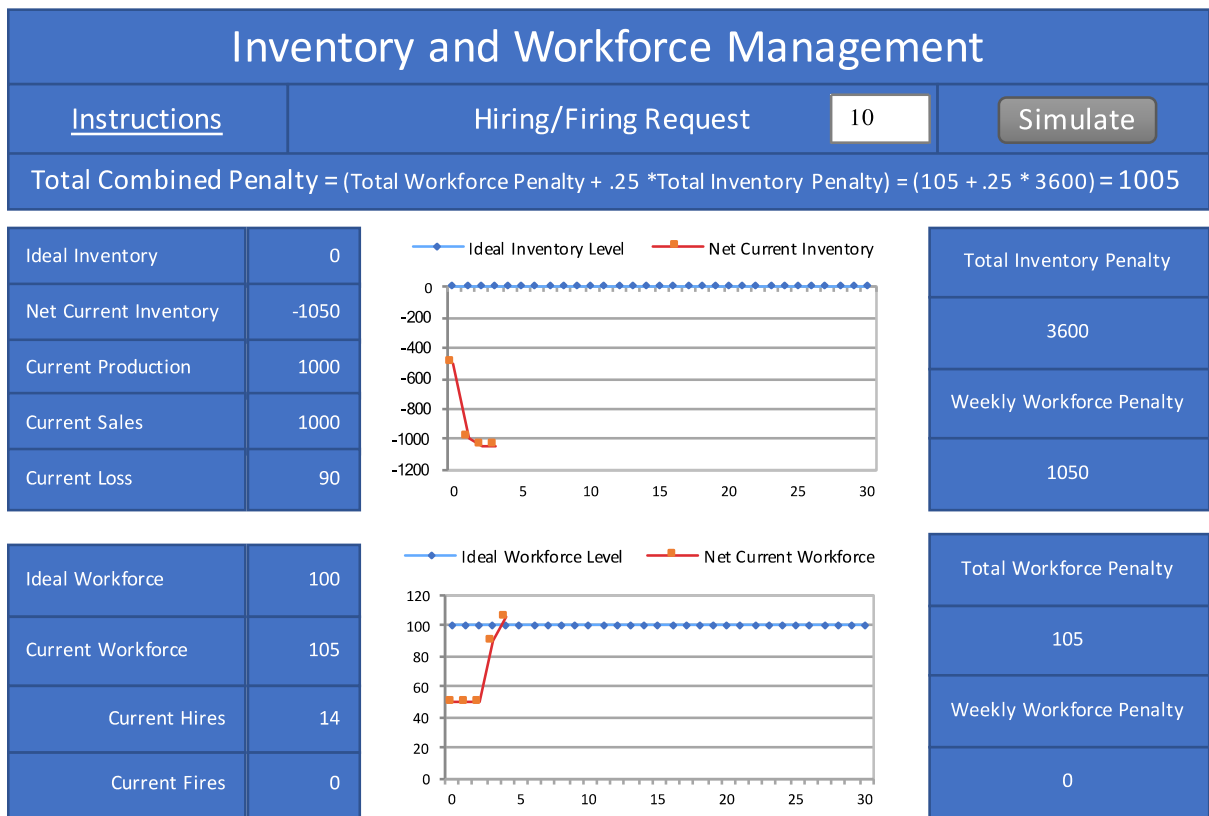 Inventory and Workforce Management
Instructions
Hiring/Firing Request
10
Simulate
Total Combined Penalty = (Total Workforce Penalty + .25 *Total Inventory Penalty) = (105 + .25 * 3600) = 1005
Ideal Inventory 0
Net Current Inventory -1050
Current Production 1000
Current Sales 1000
Current Loss 90
Ideal Inventory Level Net Current Inventory
0
-200
-400
-600
-800
-1000
-1200
0 5 10 15 20 25 30
Total Inventory Penalty
3600
Weekly Workforce Penalty
1050
Ideal Workforce 100
Current Workforce 105
Current Hires 14
Current Fires 0
Ideal Workforce Level Net Current Workforce
120
100
80
60
40
20
0
0 5 10 15 20 25 30
Total Workforce Penalty
105
Weekly Workforce Penalty
0